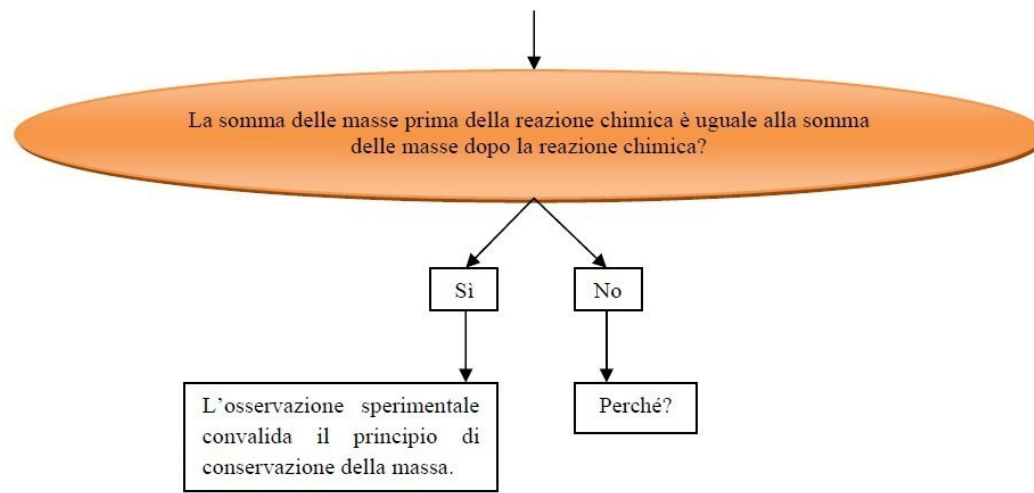 La somma delle masse prima della reazione chimica è uguale alla somma
delle masse dopo la reazione chimica?
Sì
No
L'osservazione sperimentale
convalida il principio di
conservazione della massa.
Perché?